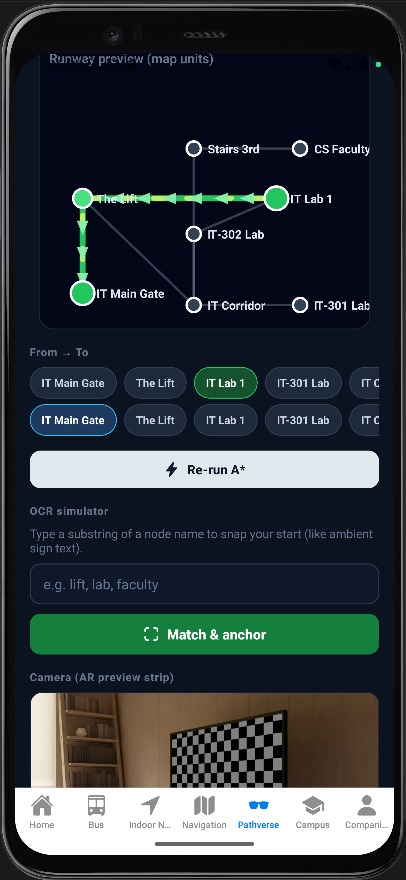 Runway preview (map units)
Stairs 3rd
CS Faculty
The Lift
IT Lab 1
IT-302 Lab
IT Main Gate
IT Corridor
IT-301 Lab
From → To
IT Main Gate The Lift IT Lab 1 IT-301 Lab IT C
IT Main Gate The Lift IT Lab 1 IT-301 Lab IT C
Re-run A*
OCR simulator
Type a substring of a node name to snap your start (like ambient
sign text).
e.g. lift, lab, faculty
Match & anchor
Camera (AR preview strip)
Home Bus Indoor N... Navigation Pathverse Campus Compani...